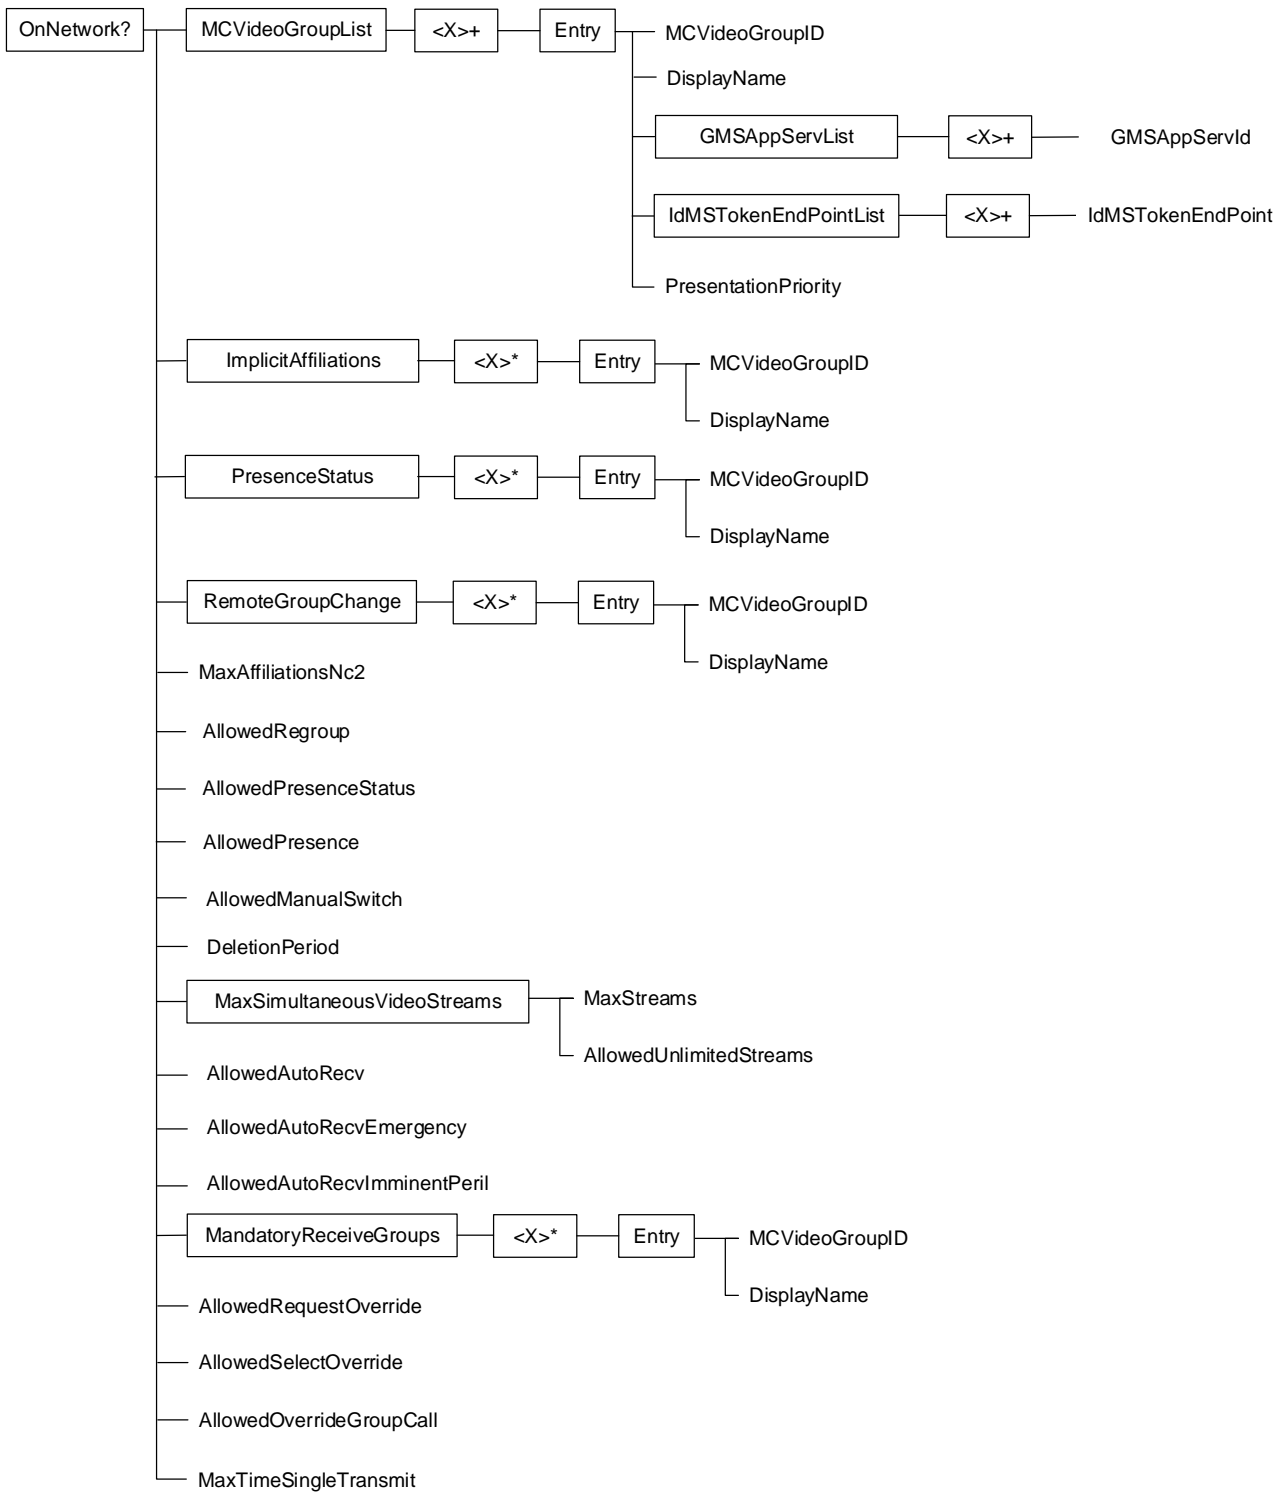 OnNetwork? MCVideoGroupList <X>+ Entry MCVideoGroupID
DisplayName
GMSAppServList <X>+ GMSAppServId
IdMSTokenEndPointList <X>+ IdMSTokenEndPoint
PresentationPriority
ImplicitAffiliations <X>* Entry MCVideoGroupID
DisplayName
PresenceStatus <X>* Entry MCVideoGroupID
DisplayName
RemoteGroupChange <X>* Entry MCVideoGroupID
DisplayName
MaxAffiliationsNc2
AllowedRegroup
AllowedPresenceStatus
AllowedPresence
AllowedManualSwitch
DeletionPeriod
MaxSimultaneousVideoStreams MaxStreams
AllowedUnlimitedStreams
AllowedAutoRecv
AllowedAutoRecvEmergency
AllowedAutoRecvImminentPeril
MandatoryReceiveGroups <X>* Entry MCVideoGroupID
DisplayName
AllowedRequestOverride
AllowedSelectOverride
AllowedOverrideGroupCall
MaxTimeSingleTransmit